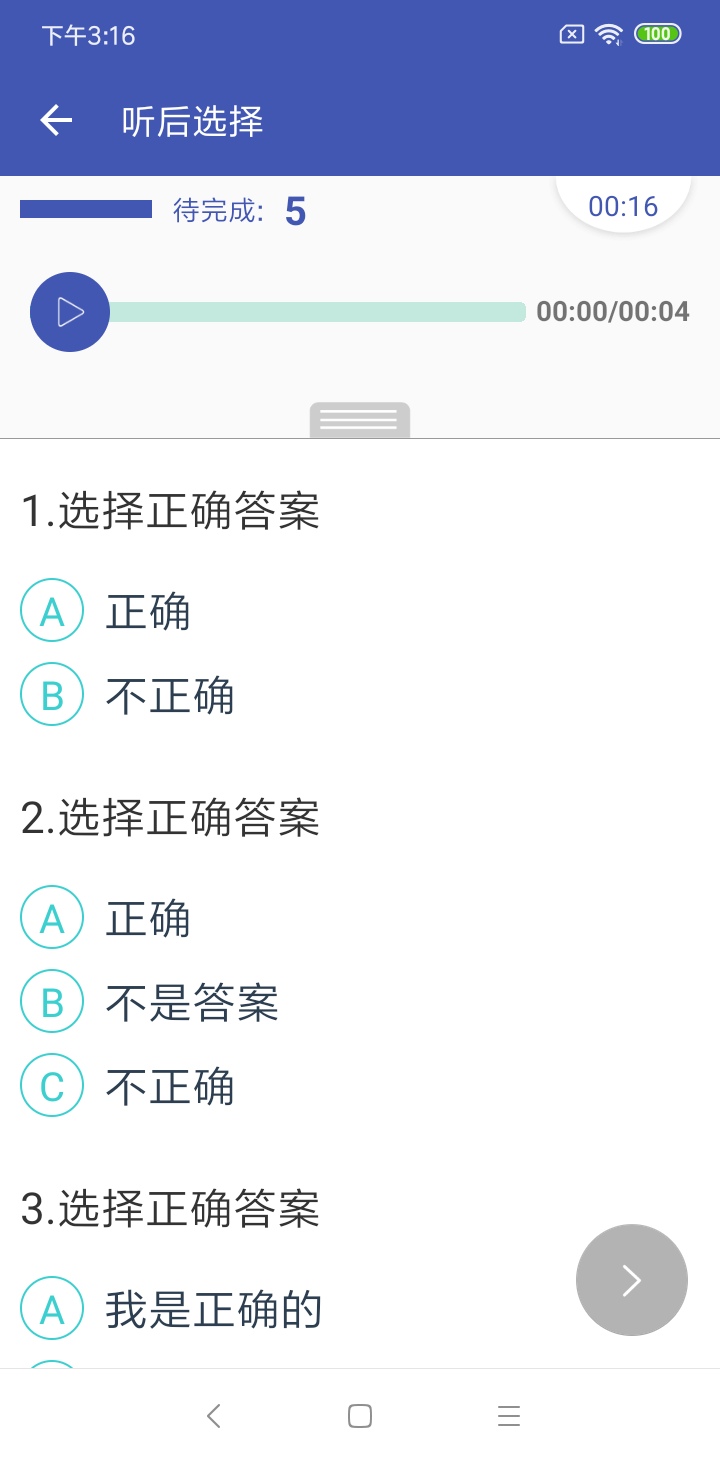 下午3:16
100
听后选择
待完成: 5
00:16
00:00/00:04
1.选择正确答案
A 正确
B 不正确
2.选择正确答案
A 正确
B 不是答案
C 不正确
3.选择正确答案
A 我是正确的